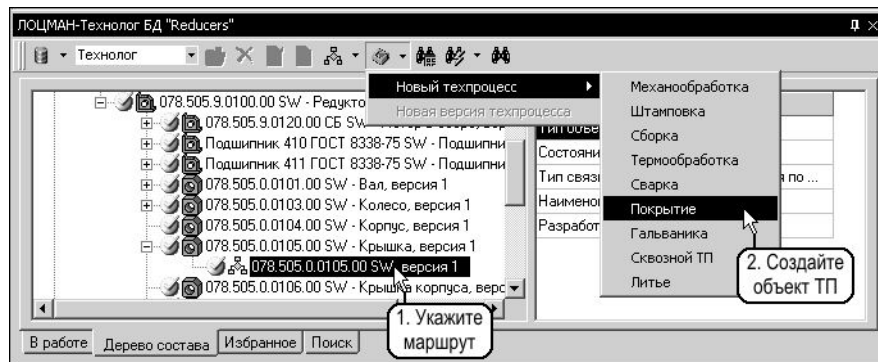 ЛОЦМАН-Технолог БД "Reducers"
Технолог
Новый техпроцесс
Новая версия техпроцесса
Механообработка
Штамповка
Сборка
Термообработка
Сварка
Покрытие
Гальваника
Сквозной ТП
Литье
078.505.9.0100.00 SW - Редукто
078.505.9.0120.00 СБ SW -
Подшипник 410 ГОСТ 8338-75 SW - Подшипни
Подшипник 411 ГОСТ 8338-75 SW - Подшипни
078.505.0.0101.00 SW - Вал, версия 1
078.505.0.0103.00 SW - Колесо, версия 1
078.505.0.0104.00 SW - Корпус, версия 1
078.505.0.0105.00 SW - Крышка, версия 1
078.505.0.0105.00 SW, версия 1
078.505.0.0106.00 SW - Крышка корпуса, верс
Тип объе
Состояни
Тип связ
я по ...
Наимено
Разработ
1. Укажите
маршрут
2. Создайте
объект ТП
В работе Дерево состава Избранное Поиск